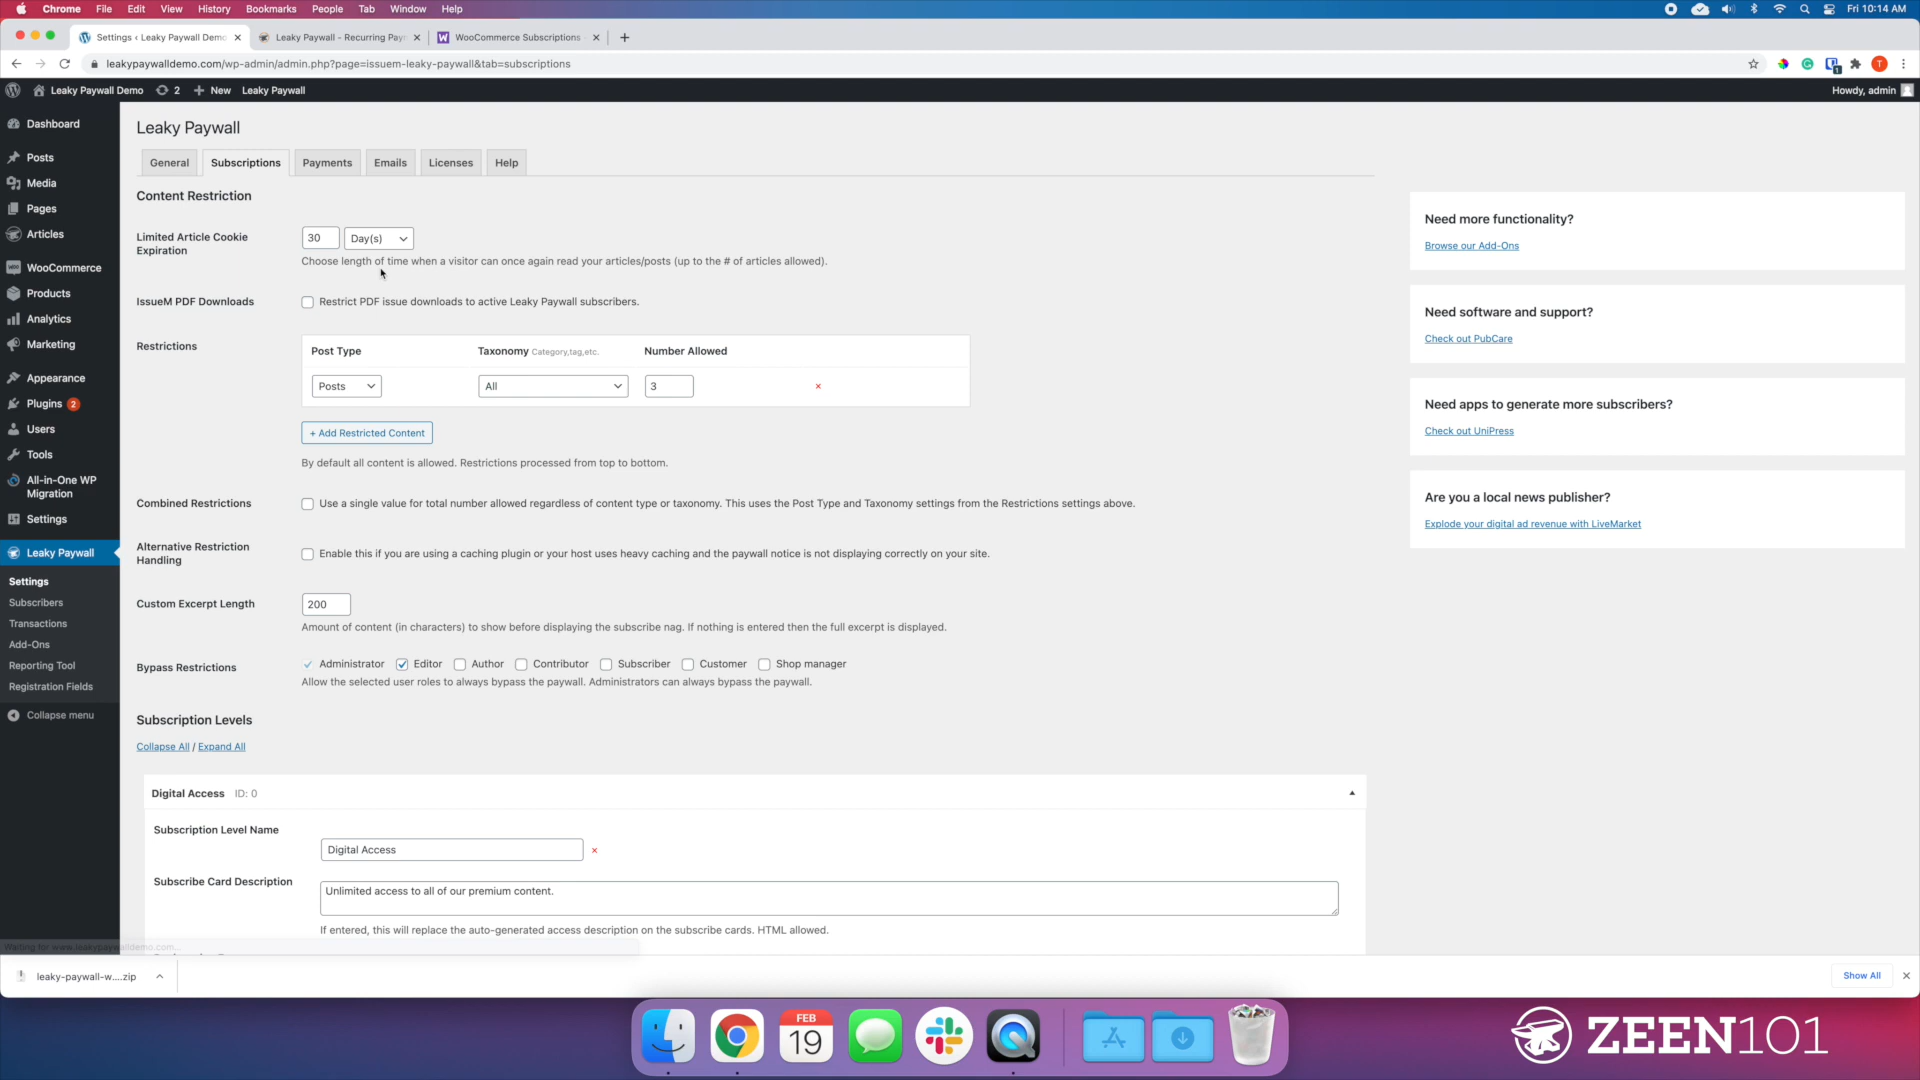 Chrome File Edit View History Bookmarks People Tab Window Help Fri 10:14 AM
Settings ‹ Leaky Paywall Demo Leaky Paywall - Recurring Paym WooCommerce Subscriptions
leakypaywalldemo.com/wp-admin/admin.php?page=issuem-leaky-paywall&tab=subscriptions
Leaky Paywall Demo 2 New Leaky Paywall Howdy, admin
Dashboard
Posts
Media
Pages
Articles
WooCommerce
Products
Analytics
Marketing
Appearance
Plugins 2
Users
Tools
All-in-One WP
Migration
Settings
Leaky Paywall
Settings
Subscribers
Transactions
Add-Ons
Reporting Tool
Registration Fields
Collapse menu
Leaky Paywall
General Subscriptions Payments Emails Licenses Help
Content Restriction
Limited Article Cookie
Expiration
30 Day(s)
Choose length of time when a visitor can once again read your articles/posts (up to the # of articles allowed).
IssueM PDF Downloads Restrict PDF issue downloads to active Leaky Paywall subscribers.
Restrictions
Post Type Taxonomy Category,tag,etc. Number Allowed
Posts All 3 ×
+ Add Restricted Content
By default all content is allowed. Restrictions processed from top to bottom.
Combined Restrictions Use a single value for total number allowed regardless of content type or taxonomy. This uses the Post Type and Taxonomy settings from the Restrictions settings above.
Alternative Restriction
Handling
Enable this if you are using a caching plugin or your host uses heavy caching and the paywall notice is not displaying correctly on your site.
Custom Excerpt Length 200
Amount of content (in characters) to show before displaying the subscribe nag. If nothing is entered then the full excerpt is displayed.
Bypass Restrictions Administrator Editor Author Contributor Subscriber Customer Shop manager
Allow the selected user roles to always bypass the paywall. Administrators can always bypass the paywall.
Subscription Levels
Collapse All / Expand All
Digital Access ID: 0
Subscription Level Name
Digital Access ×
Subscribe Card Description
Unlimited access to all of our premium content.
If entered, this will replace the auto-generated access description on the subscribe cards. HTML allowed.
Need more functionality?
Browse our Add-Ons
Need software and support?
Check out PubCare
Need apps to generate more subscribers?
Check out UniPress
Are you a local news publisher?
Explode your digital ad revenue with LiveMarket
Waiting for www.leakypaywalldemo.com...
leaky-paywall-w....zip Show All
FEB
19
ZEEN101